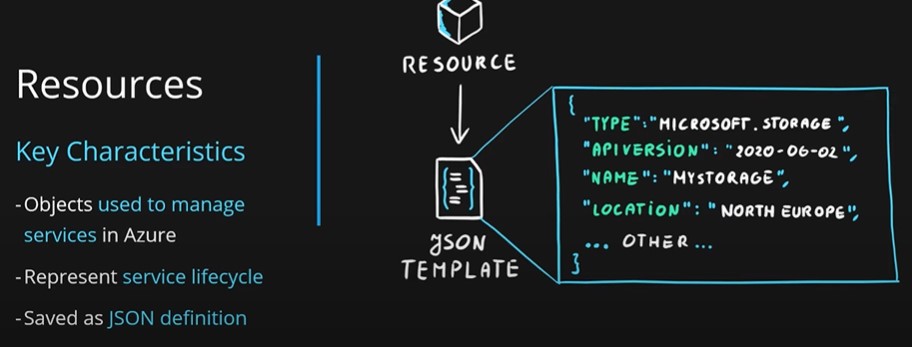 Resources
Key Characteristics
-Objects used to manage
services in Azure
-Represent service lifecycle
-Saved as JSON definition
RESOURCE
JSON
TEMPLATE
{
"TYPE":"MICROSOFT.STORAGE",
"APIVERSION": "2020-06-02",
"NAME": "MYSTORAGE",
"LOCATION": "NORTH EUROPE",
... OTHER ...
}